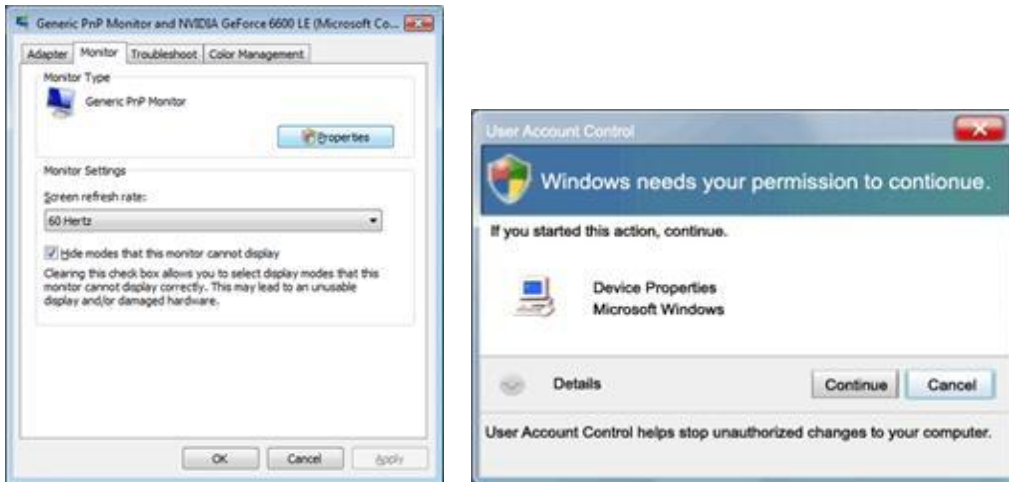 Generic PnP Monitor and NVIDIA GeForce 6600 LE (Microsoft Co...
Adapter Monitor Troubleshoot Color Management
Monitor Type
Generic PnP Monitor
Properties
Monitor Settings
Screen refresh rate:
60 Hertz
Hide modes that this monitor cannot display
Clearing this check box allows you to select display modes that this
monitor cannot display correctly. This may lead to an unusable
display and/or damaged hardware.
OK Cancel Apply
User Account Control
Windows needs your permission to contionue.
If you started this action, continue.
Device Properties
Microsoft Windows
Details Continue Cancel
User Account Control helps stop unauthorized changes to your computer.